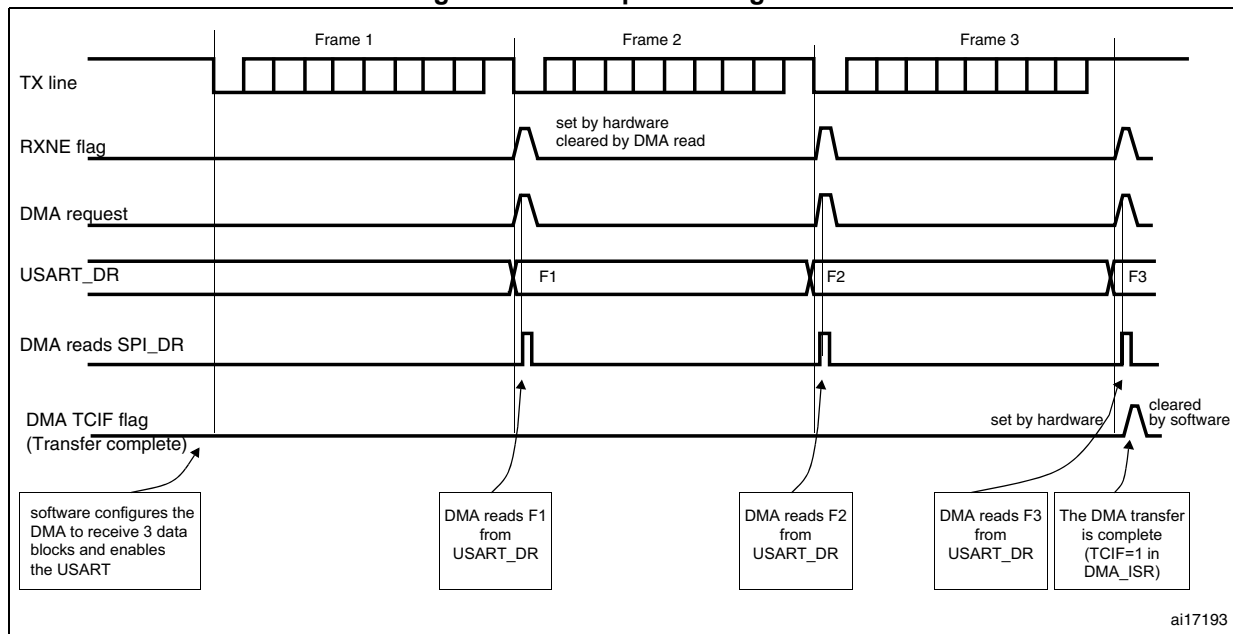 Frame 1
Frame 2
Frame 3
TX line
set by hardware
cleared by DMA read
RXNE flag
DMA request
USART_DR
F1
F2
F3
DMA reads SPI_DR
DMA TCIF flag
(Transfer complete)
set by hardware
cleared
by software
software configures the
DMA to receive 3 data
blocks and enables
the USART
DMA reads F1
from
USART_DR
DMA reads F2
from
USART_DR
DMA reads F3
from
USART_DR
The DMA transfer
is complete
(TCIF=1 in
DMA_ISR)
ai17193